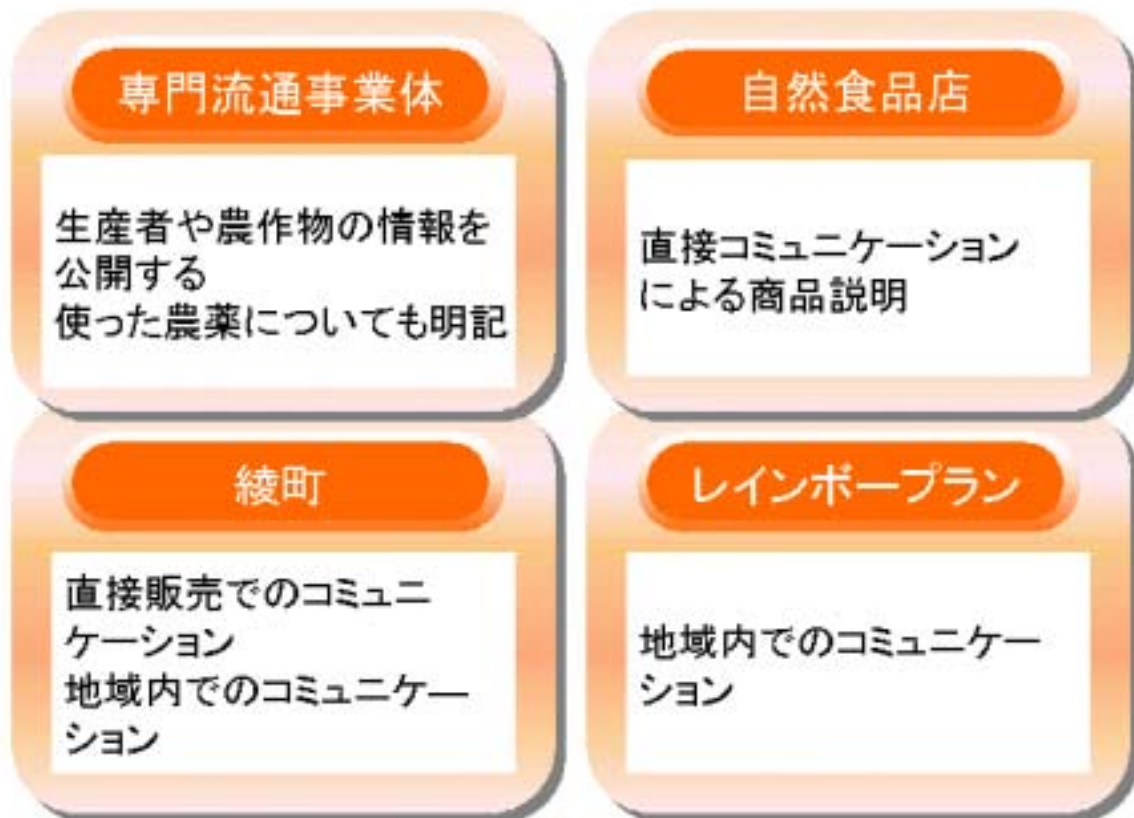 専門流通事業体
生産者や農作物の情報を
公開する
使った農薬についても明記
自然食品店
直接コミュニケーション
による商品説明
綾町
直接販売でのコミュニ
ケーション
地域内でのコミュニケー
ション
レインボープラン
地域内でのコミュニケー
ション